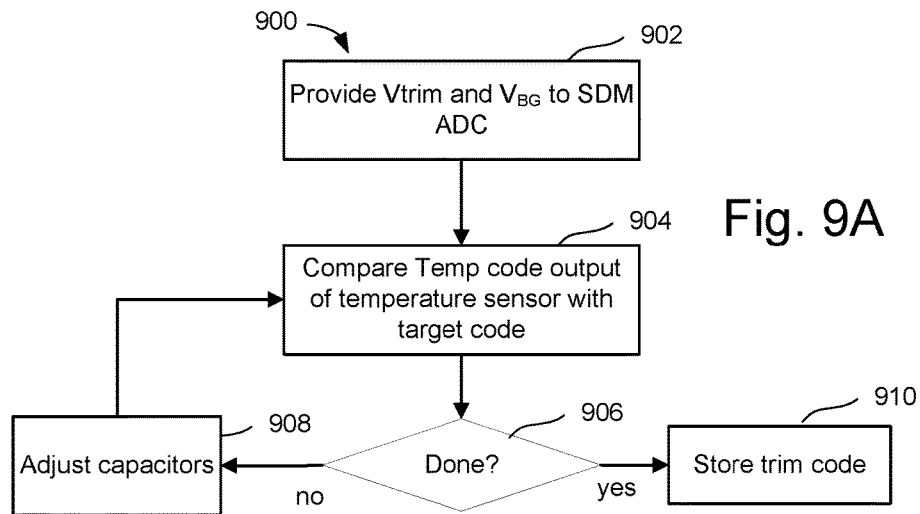 900
902
Provide Vtrim and VBG to SDM
ADC
Fig. 9A
904
Compare Temp code output
of temperature sensor with
target code
906
Done?
908
Adjust capacitors
no
yes
910
Store trim code